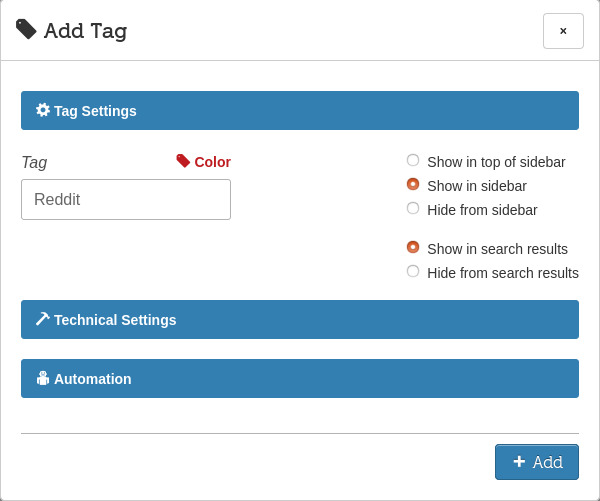 Add Tag
×
Tag Settings
Tag
Color
Reddit
Show in top of sidebar
Show in sidebar
Hide from sidebar
Show in search results
Hide from search results
Technical Settings
Automation
Add